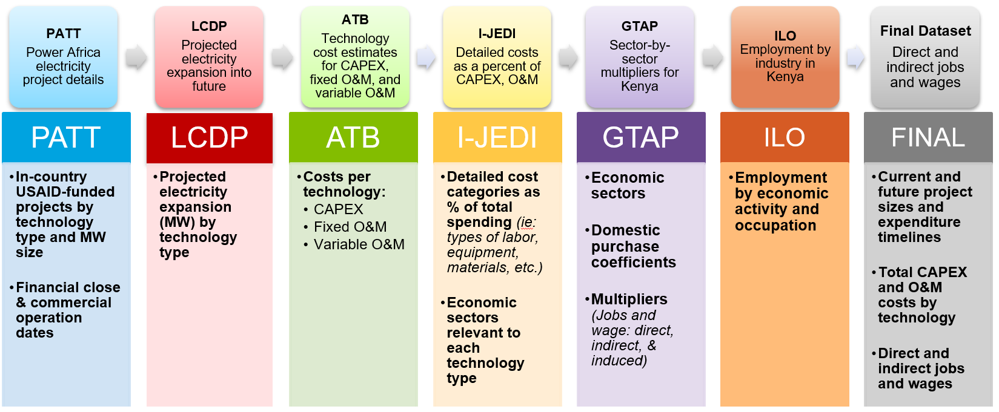 PATT
Power Africa
electricity
project details
LCDP
Projected
electricity
expansion into
future
ATB
Technology
cost estimates
for CAPEX,
fixed O&M, and
variable O&M
I-JEDI
Detailed costs
as a percent of
CAPEX, O&M
GTAP
Sector-by-
sector
multipliers for
Kenya
ILO
Employment by
industry in
Kenya
Final Dataset
Direct and
indirect jobs
and wages
PATT
•In-country
USAID-funded
projects by
technology
type and MW
size
•Financial close
& commercial
operation
dates
LCDP
•Projected
electricity
expansion
(MW) by
technology
type
ATB
•Costs per
technology:
• CAPEX
• Fixed O&M
• Variable O&M
I-JEDI
•Detailed cost
categories as
% of total
spending (ie:
types of labor,
equipment,
materials, etc.)
•Economic
sectors
relevant to
each
technology
type
GTAP
•Economic
sectors
•Domestic
purchase
coefficients
•Multipliers
(Jobs and
wage: direct,
indirect, &
induced)
ILO
•Employment
by economic
activity and
occupation
FINAL
•Current and
future project
sizes and
expenditure
timelines
•Total CAPEX
and O&M
costs by
technology
•Direct and
indirect jobs
and wages